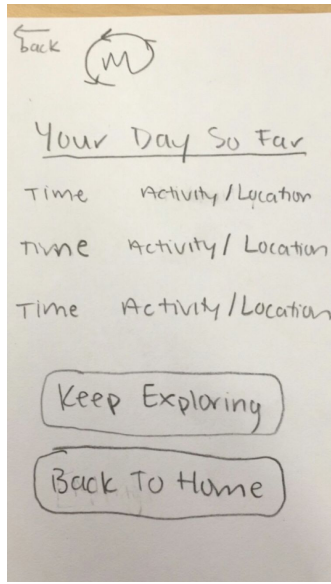 back
M
Your Day So Far
Time Activity/Location
Time Activity/Location
Time Activity/Location
Keep Exploring
Back To Home